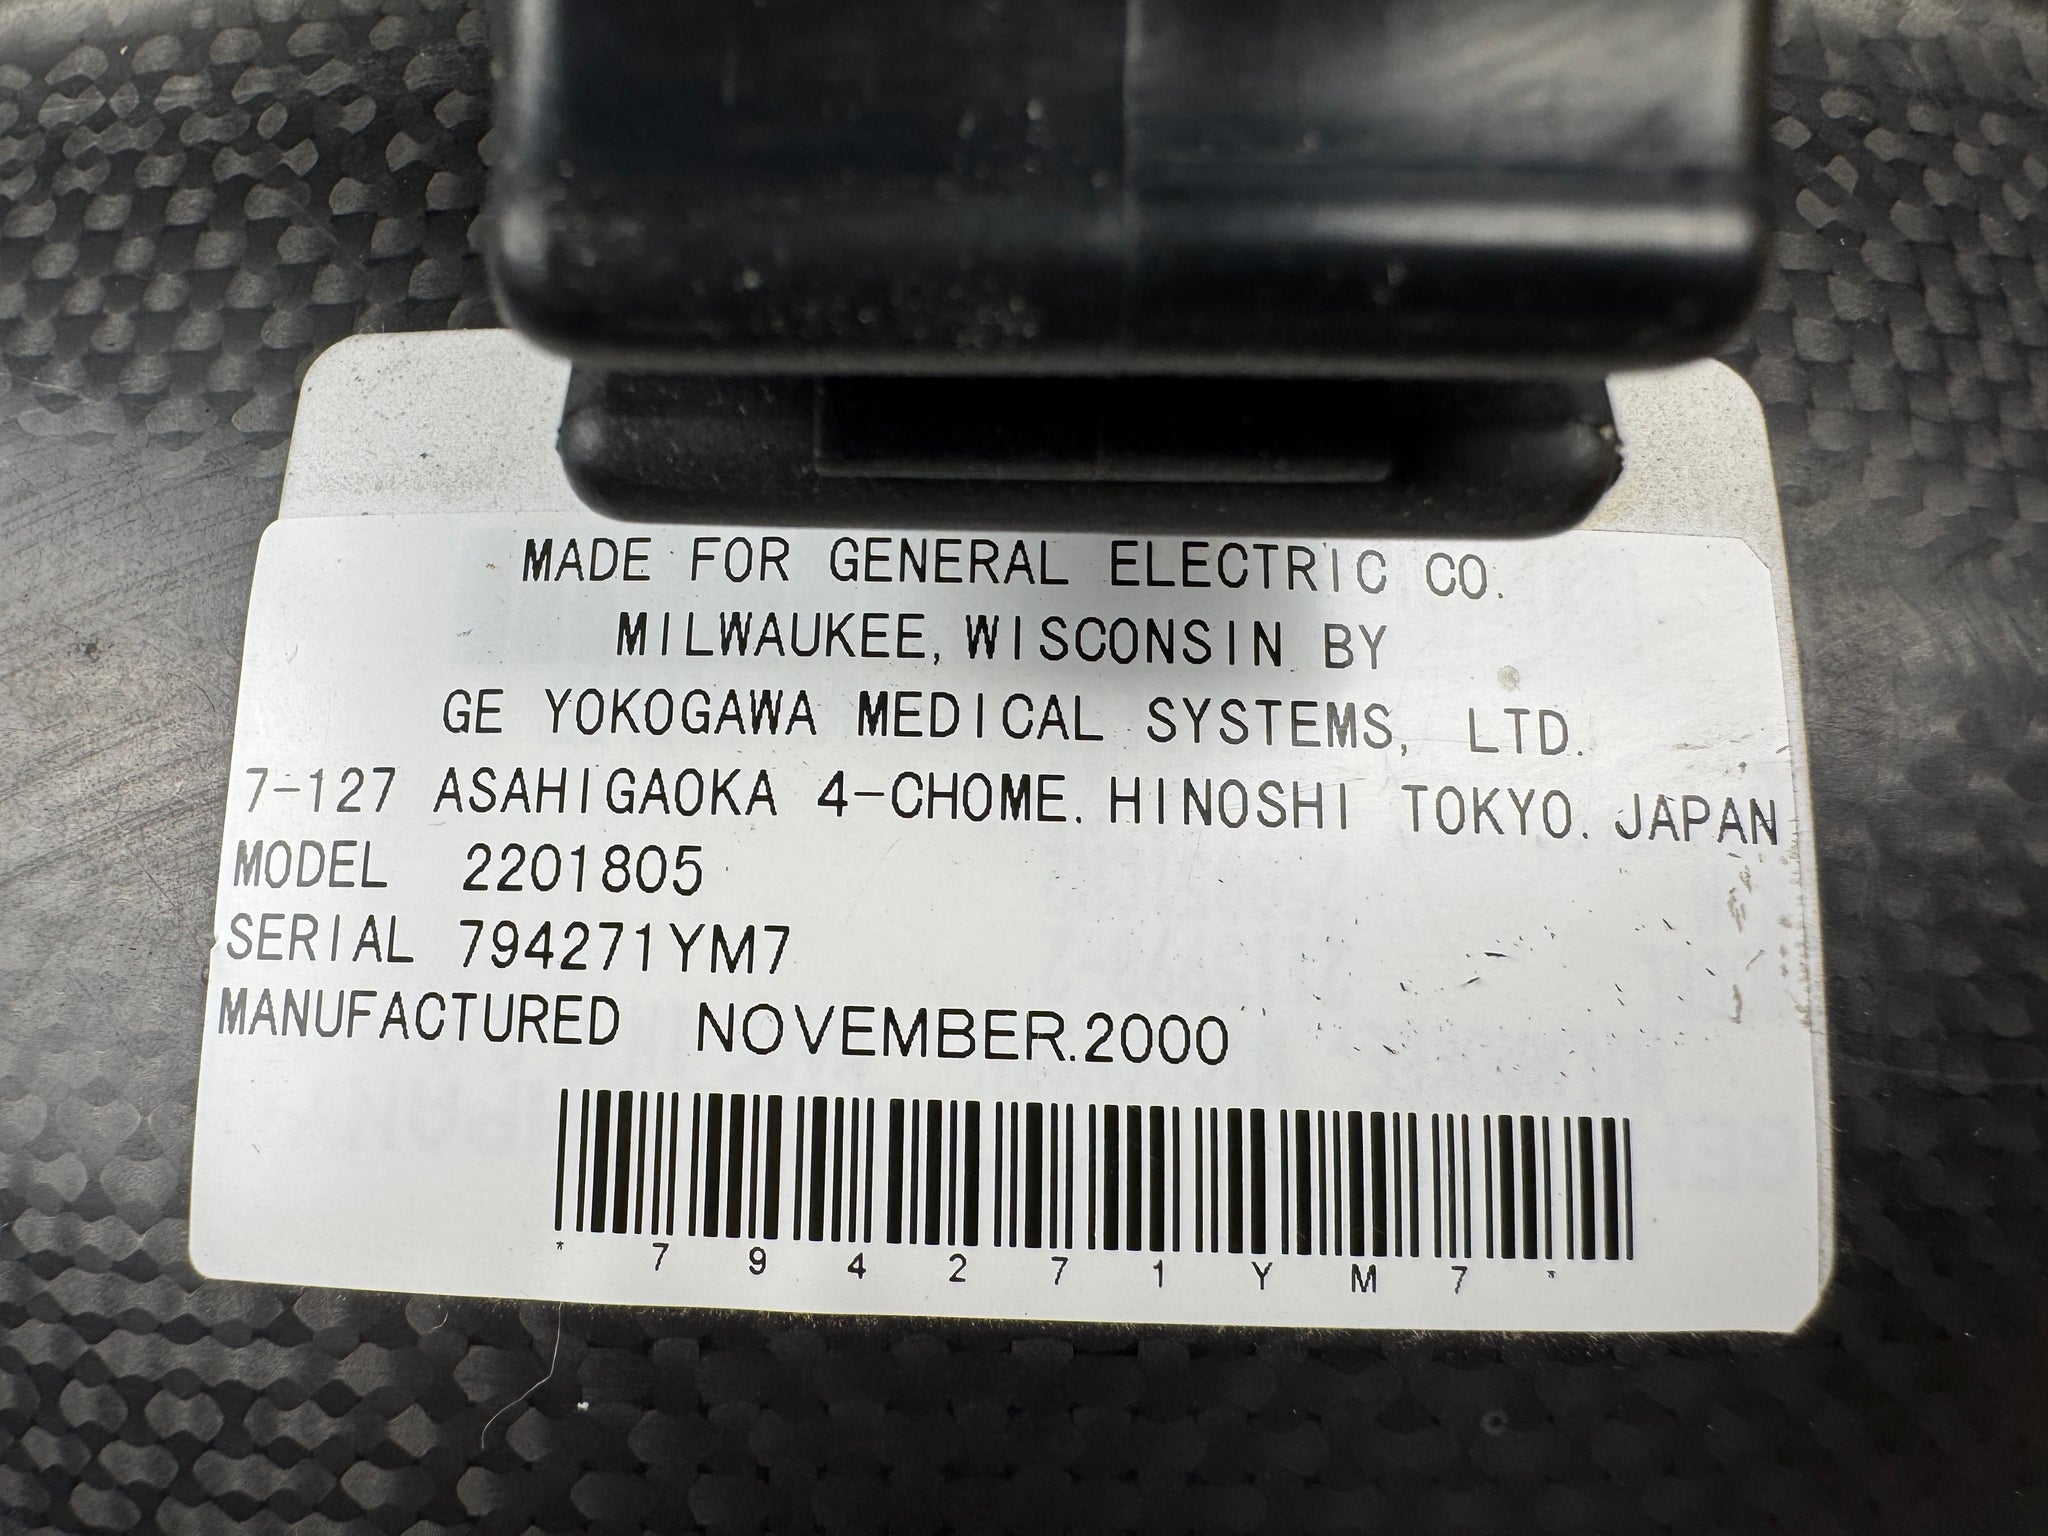 MADE FOR GENERAL ELECTRIC CO.
MILWAUKEE, WISCONSIN BY
GE YOKOGAWA MEDICAL SYSTEMS, LTD.
7-127 ASAHIGAOKA 4-CHOME. HINOSHI TOKYO. JAPAN
MODEL 2201805
SERIAL 794271YM7
MANUFACTURED NOVEMBER.2000
*794271YM7*